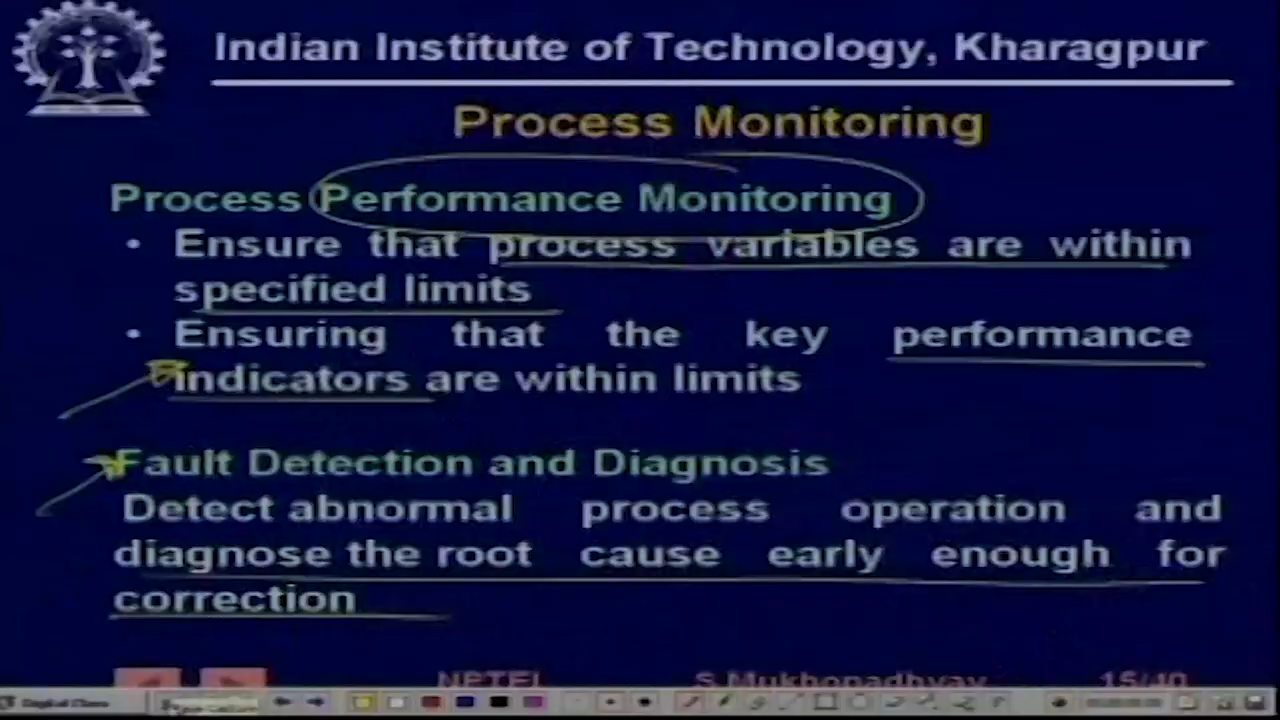 Indian Institute of Technology, Kharagpur
Process Monitoring
Process Performance Monitoring
• Ensure that process variables are within
specified limits
• Ensuring that the key performance
indicators are within limits
Fault Detection and Diagnosis
Detect abnormal process operation and
diagnose the root cause early enough for
correction
NPTEL S.Mukhopadhyay 15/40